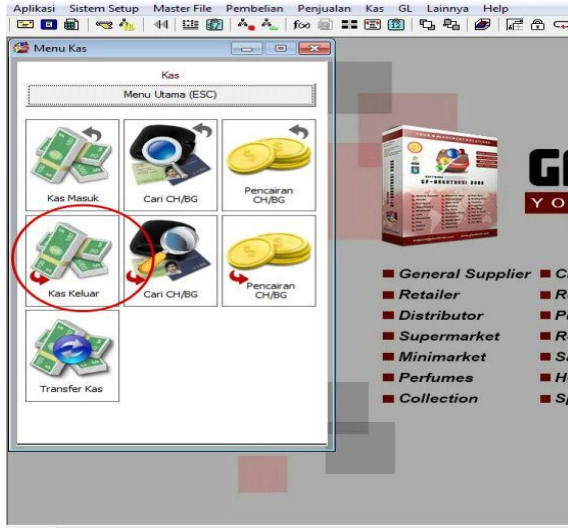 Aplikasi Sistem Setup Master File Pembelian Penjualan Kas GL Lainnya Help
Menu Kas
Kas
Menu Utama (ESC)
Kas Masuk
Cari CH/BG
Pencairan
CH/BG
Kas Keluar
Cari CH/BG
Pencairan
CH/BG
Transfer Kas
General Supplier
Retailer
Distributor
Supermarket
Minimarket
Perfumes
Collection